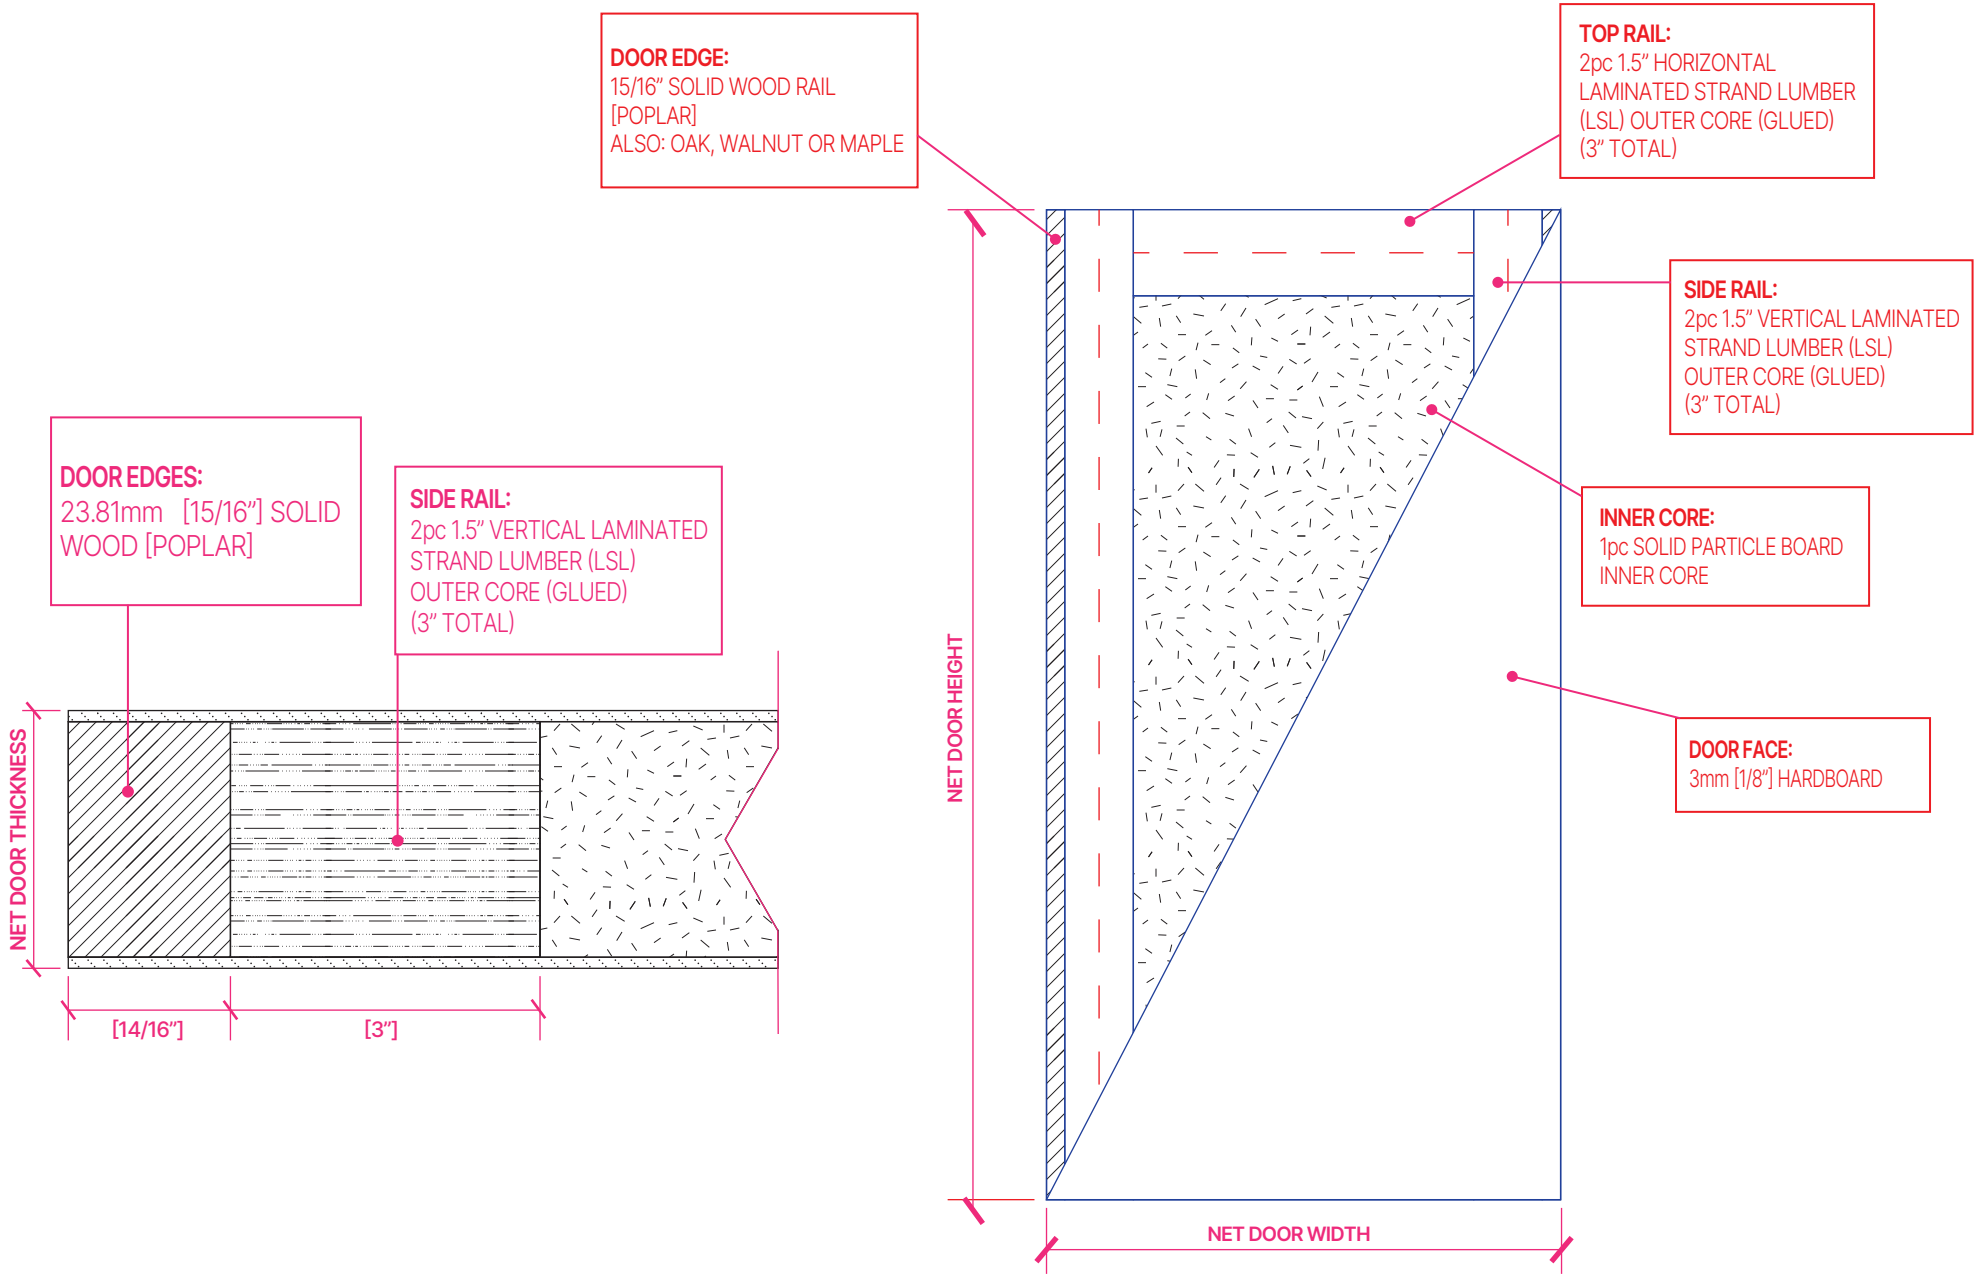 DOOR EDGE:
15/16” SOLID WOOD RAIL
[POPLAR]
ALSO: OAK, WALNUT OR MAPLE
TOP RAIL:
2pc 1.5” HORIZONTAL
LAMINATED STRAND LUMBER
(LSL) OUTER CORE (GLUED)
(3” TOTAL)
SIDE RAIL:
2pc 1.5” VERTICAL LAMINATED
STRAND LUMBER (LSL)
OUTER CORE (GLUED)
(3” TOTAL)
DOOR EDGES:
23.81mm [15/16”] SOLID
WOOD [POPLAR]
SIDE RAIL:
2pc 1.5” VERTICAL LAMINATED
STRAND LUMBER (LSL)
OUTER CORE (GLUED)
(3” TOTAL)
INNER CORE:
1pc SOLID PARTICLE BOARD
INNER CORE
DOOR FACE:
3mm [1/8”] HARDBOARD
NET DOOR THICKNESS
NET DOOR HEIGHT
[14/16”]
[3”]
NET DOOR WIDTH